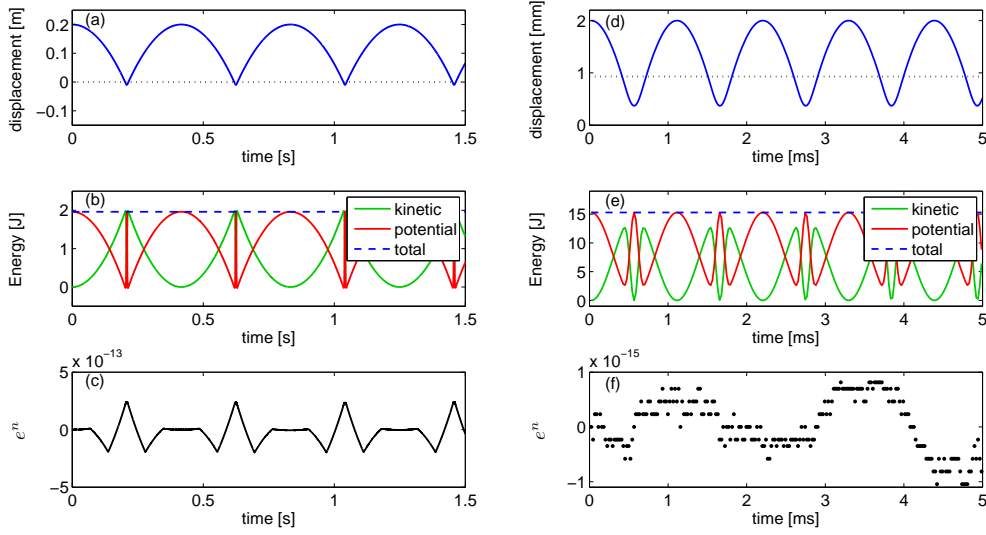 (a)
displacement [m]
0.2
0.1
0
−0.1
0 0.5 1 1.5
time [s]
(d)
displacement [mm]
2
1
0
0 1 2 3 4 5
time [ms]
(b)
Energy [J]
2
1
0
kinetic
potential
total
0 0.5 1 1.5
time [s]
(e)
Energy [J]
15
10
5
0
kinetic
potential
total
0 1 2 3 4 5
time [ms]
x 10⁻¹³
(c)
eⁿ
5
0
−5
0 0.5 1 1.5
time [s]
x 10⁻¹⁵
(f)
eⁿ
1
0
−1
0 1 2 3 4 5
time [ms]